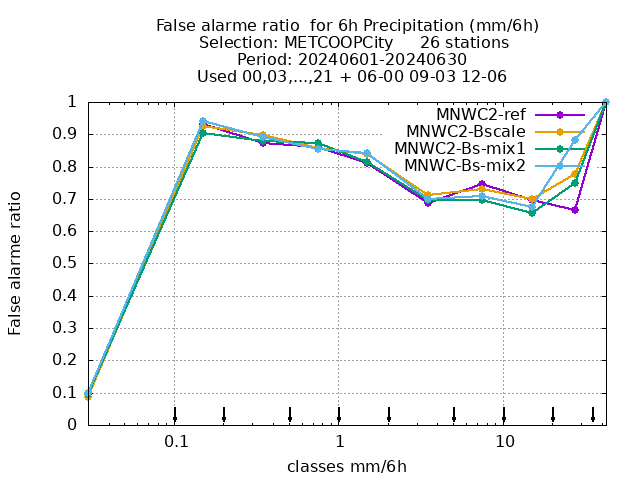 False alarme ratio  for 6h Precipitation (mm/6h)
Selection: METCOOPCity     26 stations
Period: 20240601-20240630
Used 00,03,...,21 + 06-00 09-03 12-06
1
0.9
0.8
0.7
0.6
0.5
0.4
0.3
0.2
0.1
0
False alarme ratio
MNWC2-ref
MNWC2-Bscale
MNWC2-Bs-mix1
MNWC-Bs-mix2
0.1 1 10
classes mm/6h